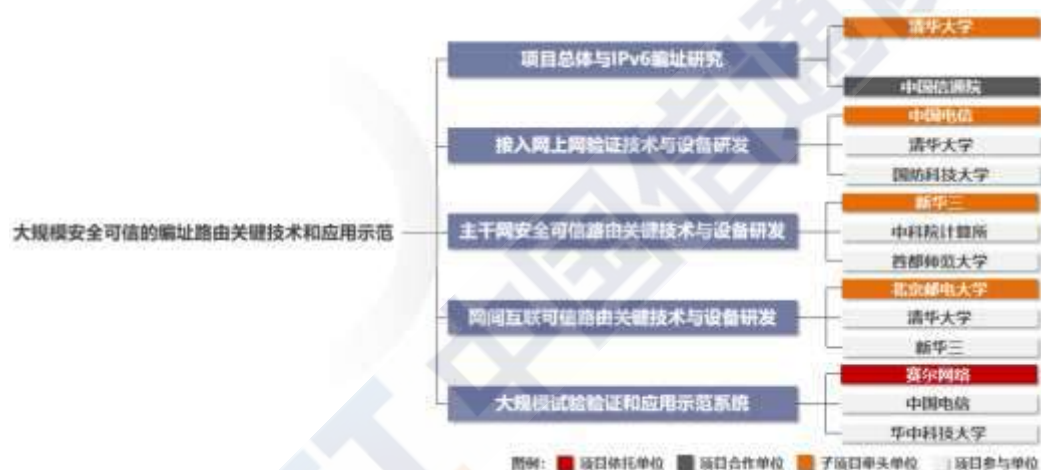 大规模安全可信的编址路由关键技术和应用示范
项目总体与IPv6编址研究
清华大学
中国信通院
接入网上网验证技术与设备研发
中国电信
清华大学
国防科技大学
主干网安全可信路由关键技术与设备研发
新华三
中科院计算所
首都师范大学
网间互联可信路由关键技术与设备研发
北京邮电大学
清华大学
新华三
大规模试验验证和应用示范系统
赛尔网络
中国电信
华中科技大学
图例: 项目依托单位 项目合作单位 子项目牵头单位 项目参与单位
中国信通院